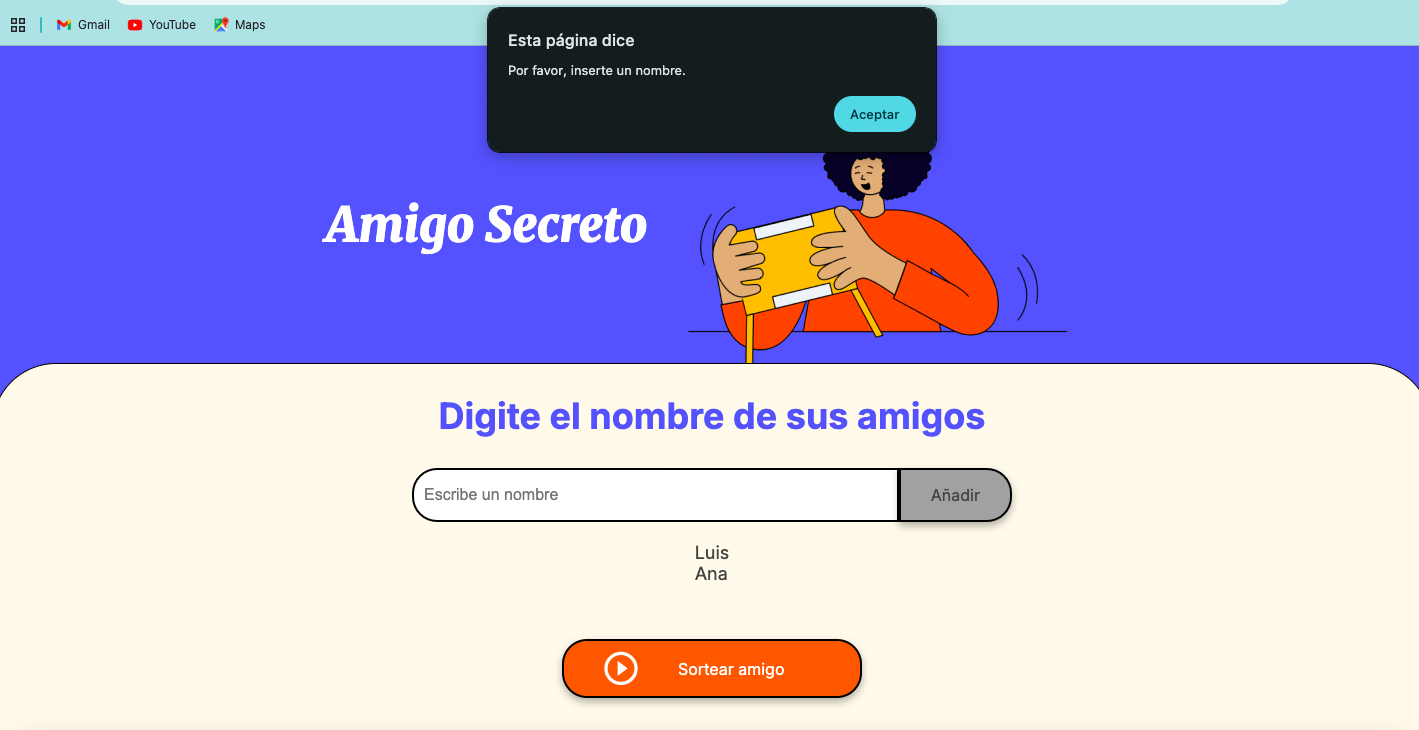 Gmail YouTube Maps
Esta página dice
Por favor, inserte un nombre.
Aceptar
Amigo Secreto
Digite el nombre de sus amigos
Escribe un nombre Añadir
Luis
Ana
Sortear amigo